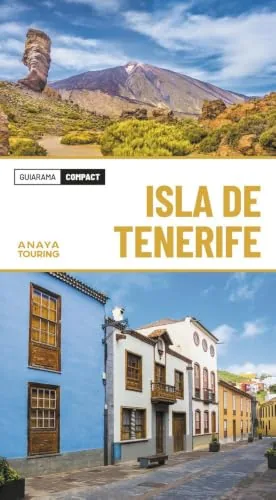 GUIARAMA COMPACT
ISLA DE
TENERIFE
ANAYA
TOURING